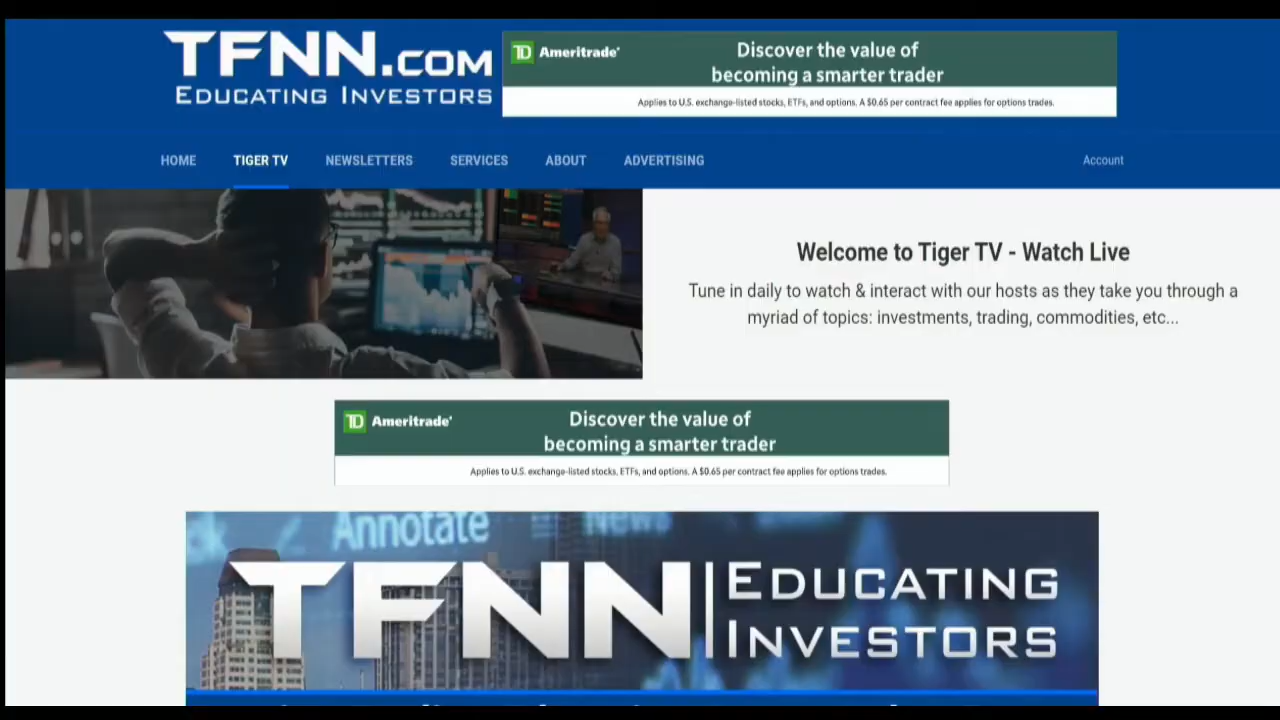 TFNN.COM
EDUCATING INVESTORS
TD Ameritrade
Discover the value of
becoming a smarter trader
Applies to U.S. exchange-listed stocks, ETFs, and options. A $0.65 per contract fee applies for options trades.
HOME TIGER TV NEWSLETTERS SERVICES ABOUT ADVERTISING Account
Welcome to Tiger TV - Watch Live
Tune in daily to watch & interact with our hosts as they take you through a
myriad of topics: investments, trading, commodities, etc...
TD Ameritrade
Discover the value of
becoming a smarter trader
Applies to U.S. exchange-listed stocks, ETFs, and options. A $0.65 per contract fee applies for options trades.
Annotate News
TFNN EDUCATING
INVESTORS